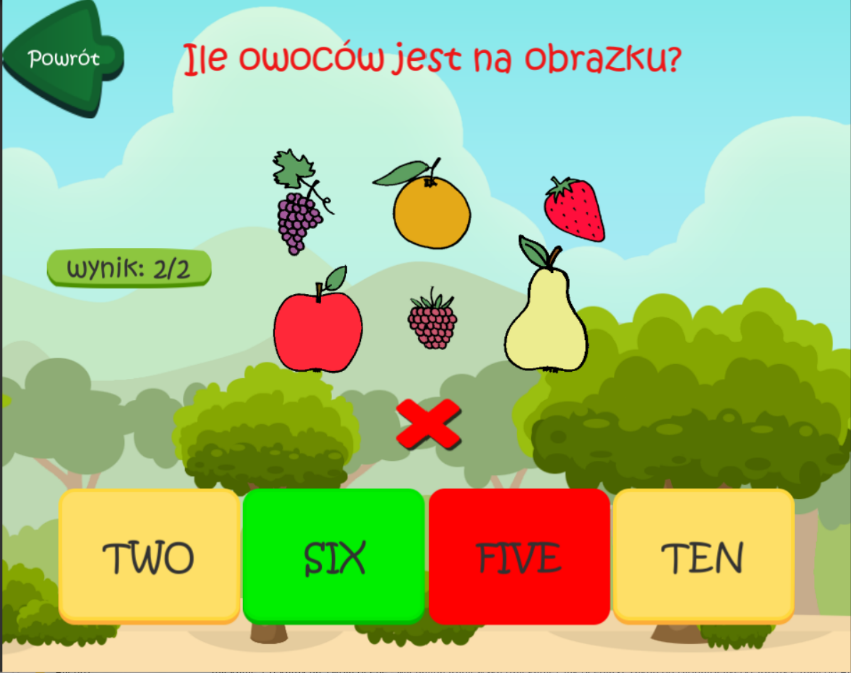 Powrót
Ile owoców jest na obrazku?
wynik: 2/2
TWO
SIX
FIVE
TEN